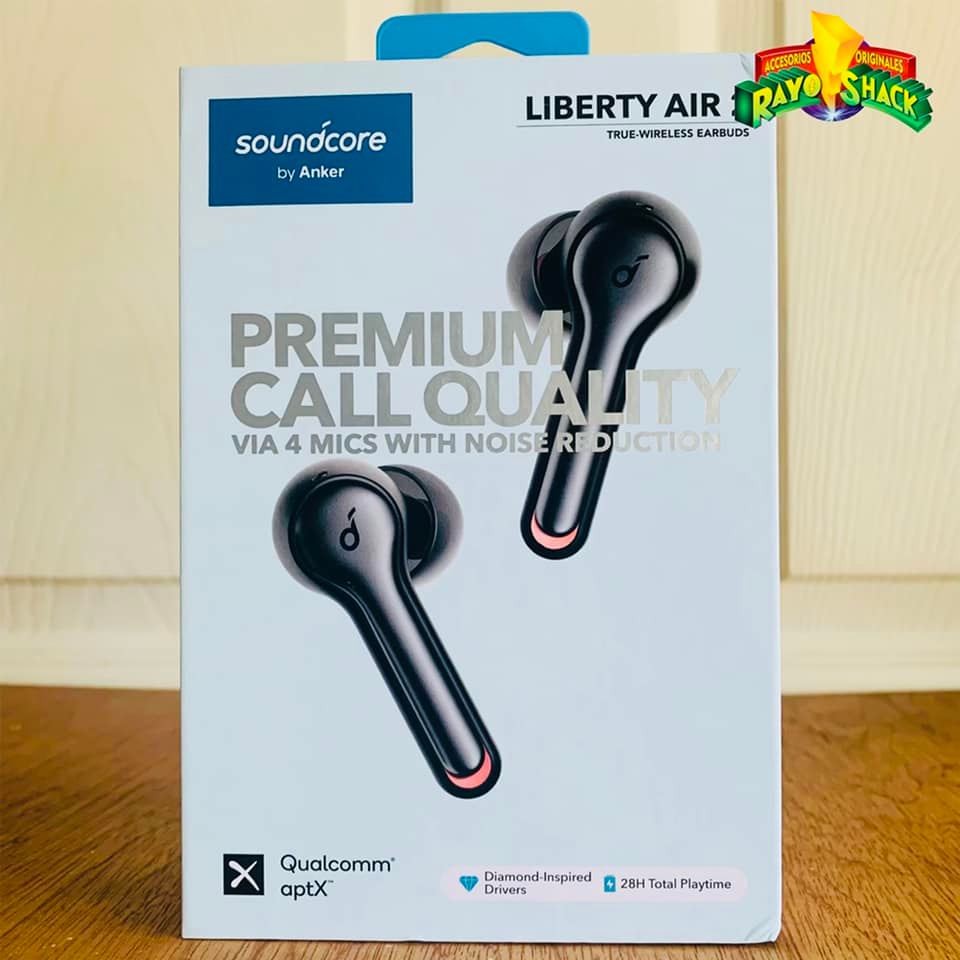 ACCESORIOS ORIGINALES
RAYO SHACK
soundcore
by Anker
LIBERTY AIR
TRUE-WIRELESS EARBUDS
PREMIUM
CALL QUALITY
VIA 4 MICS WITH NOISE REDUCTION
Qualcomm®
aptX™
Diamond-Inspired
Drivers
28H Total Playtime